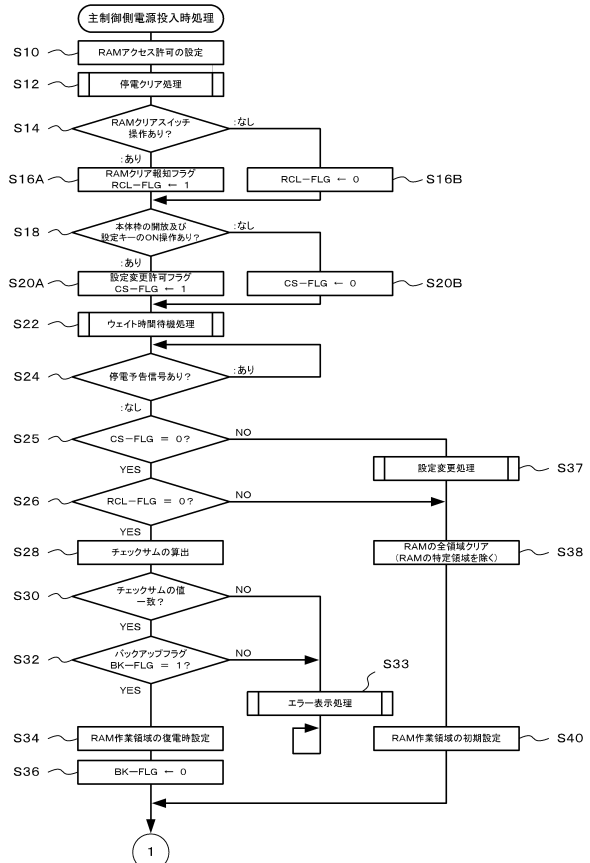 主制御側電源投入時処理
S10
RAMアクセス許可の設定
S12
停電クリア処理
S14
RAMクリアスイッチ
操作あり?
:なし
:あり
S16A
RAMクリア報知フラグ
RCL-FLG ← 1
RCL-FLG ← 0
S16B
S18
本体枠の開放及び
設定キーのON操作あり?
:なし
:あり
S20A
設定変更許可フラグ
CS-FLG ← 1
CS-FLG ← 0
S20B
S22
ウェイト時間待機処理
S24
停電予告信号あり?
:あり
:なし
S25
CS-FLG = 0?
NO
YES
設定変更処理
S37
S26
RCL-FLG = 0?
NO
YES
S28
チェックサムの算出
RAMの全領域クリア
(RAMの特定領域を除く)
S38
S30
チェックサムの値
一致?
NO
YES
S32
バックアップフラグ
BK-FLG = 1?
NO
YES
S33
エラー表示処理
S34
RAM作業領域の復電時設定
RAM作業領域の初期設定
S40
S36
BK-FLG ← 0
1